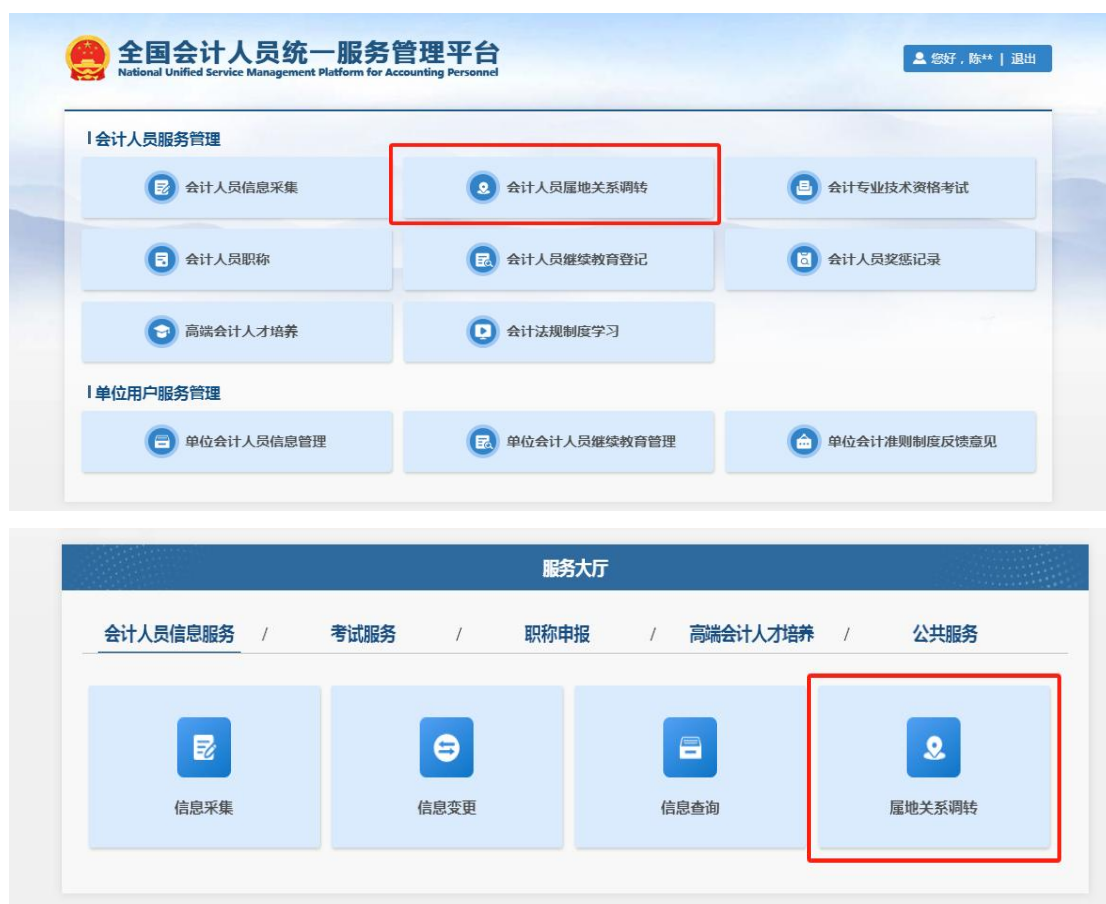 全国会计人员统一服务管理平台
National Unified Service Management Platform for Accounting Personnel
您好，陈** | 退出
会计人员服务管理
会计人员信息采集
会计人员属地关系调转
会计专业技术资格考试
会计人员职称
会计人员继续教育登记
会计人员奖惩记录
高端会计人才培养
会计法规制度学习
单位用户服务管理
单位会计人员信息管理
单位会计人员继续教育管理
单位会计准则制度反馈意见
服务大厅
会计人员信息服务 / 考试服务 / 职称申报 / 高端会计人才培养 / 公共服务
信息采集
信息变更
信息查询
属地关系调转